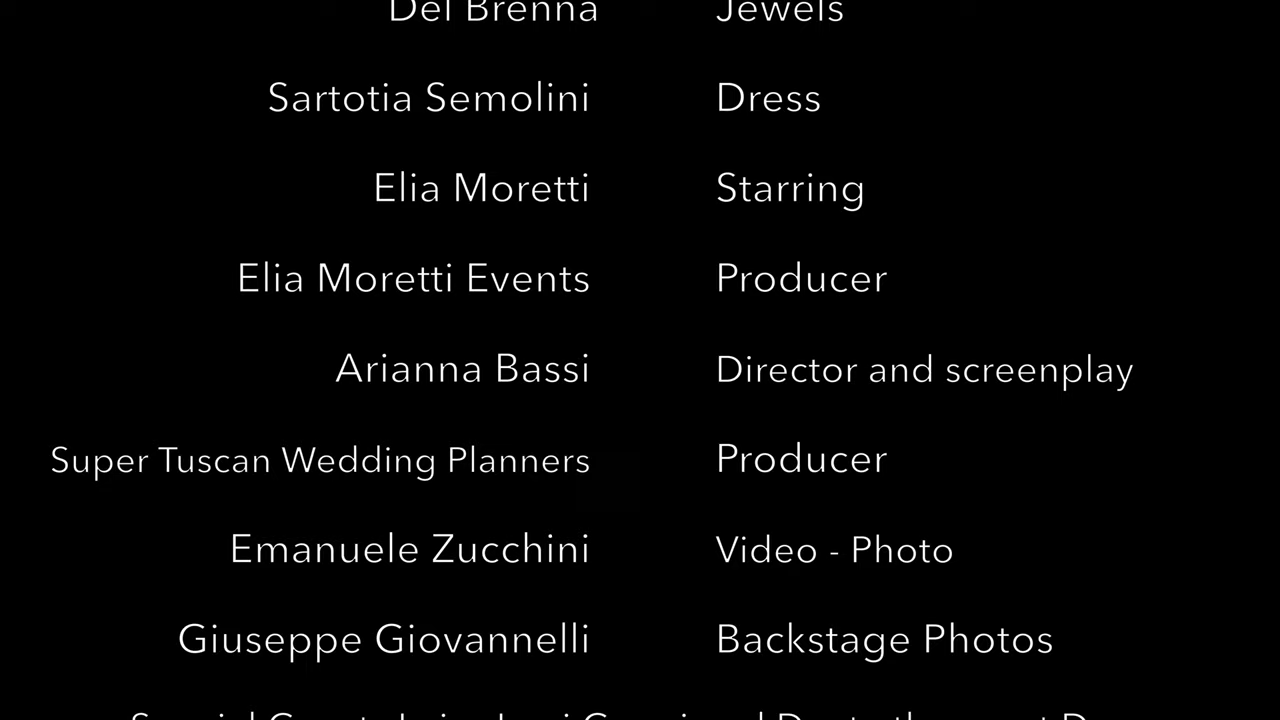 Del Brenna Jewels
Sartotia Semolini Dress
Elia Moretti Starring
Elia Moretti Events Producer
Arianna Bassi Director and screenplay
Super Tuscan Wedding Planners Producer
Emanuele Zucchini Video - Photo
Giuseppe Giovannelli Backstage Photos